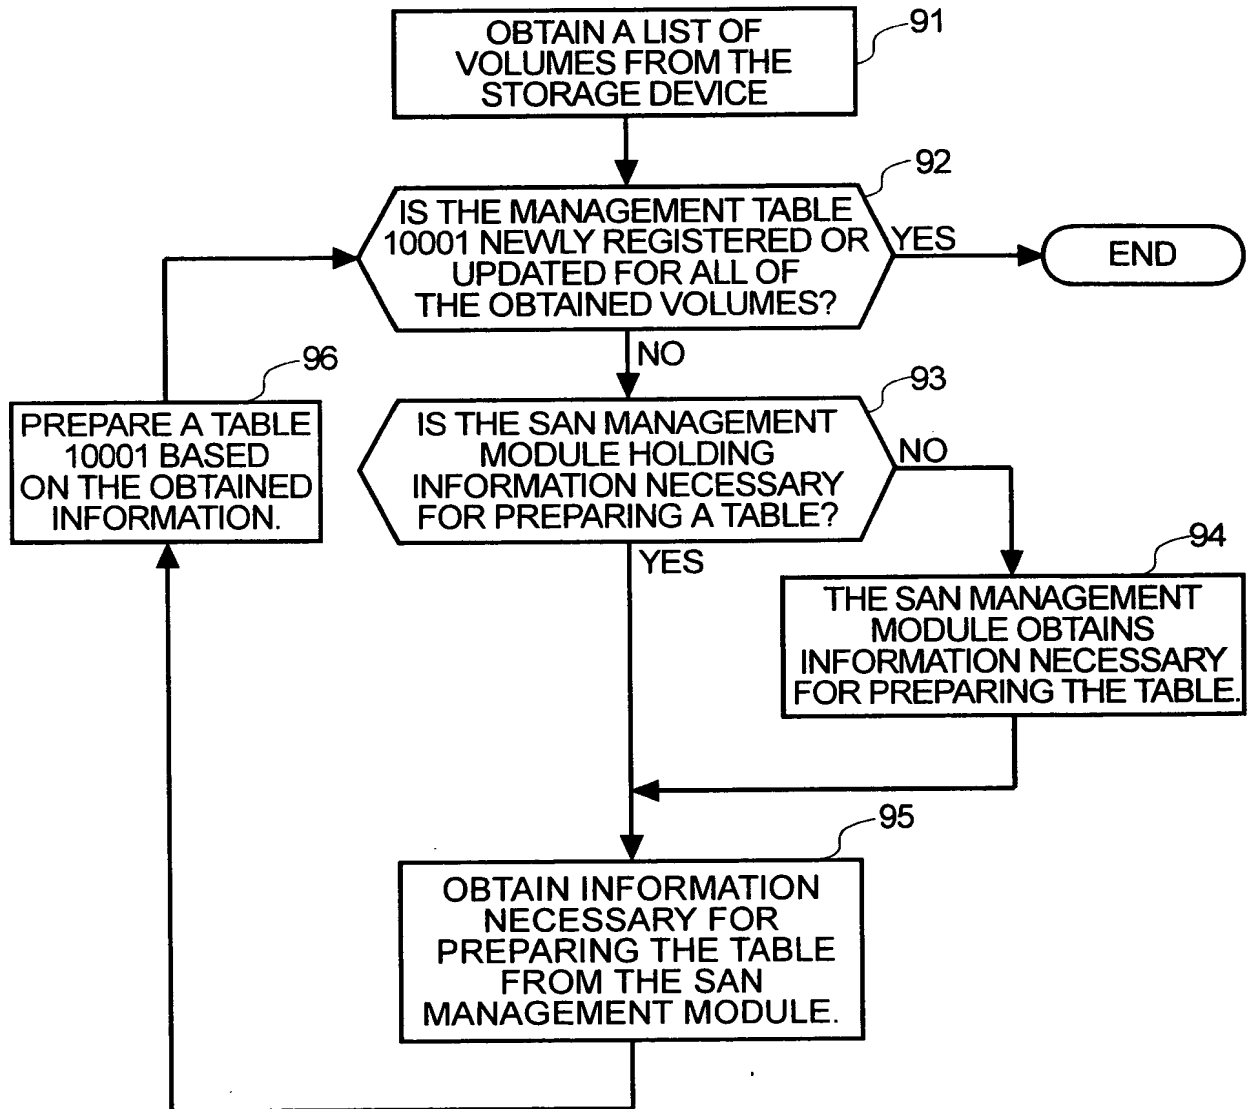 91
OBTAIN A LIST OF
VOLUMES FROM THE
STORAGE DEVICE
92
IS THE MANAGEMENT TABLE
10001 NEWLY REGISTERED OR
UPDATED FOR ALL OF
THE OBTAINED VOLUMES?
YES
END
NO
93
IS THE SAN MANAGEMENT
MODULE HOLDING
INFORMATION NECESSARY
FOR PREPARING A TABLE?
NO
YES
94
THE SAN MANAGEMENT
MODULE OBTAINS
INFORMATION NECESSARY
FOR PREPARING THE TABLE.
95
OBTAIN INFORMATION
NECESSARY FOR
PREPARING THE TABLE
FROM THE SAN
MANAGEMENT MODULE.
96
PREPARE A TABLE
10001 BASED
ON THE OBTAINED
INFORMATION.